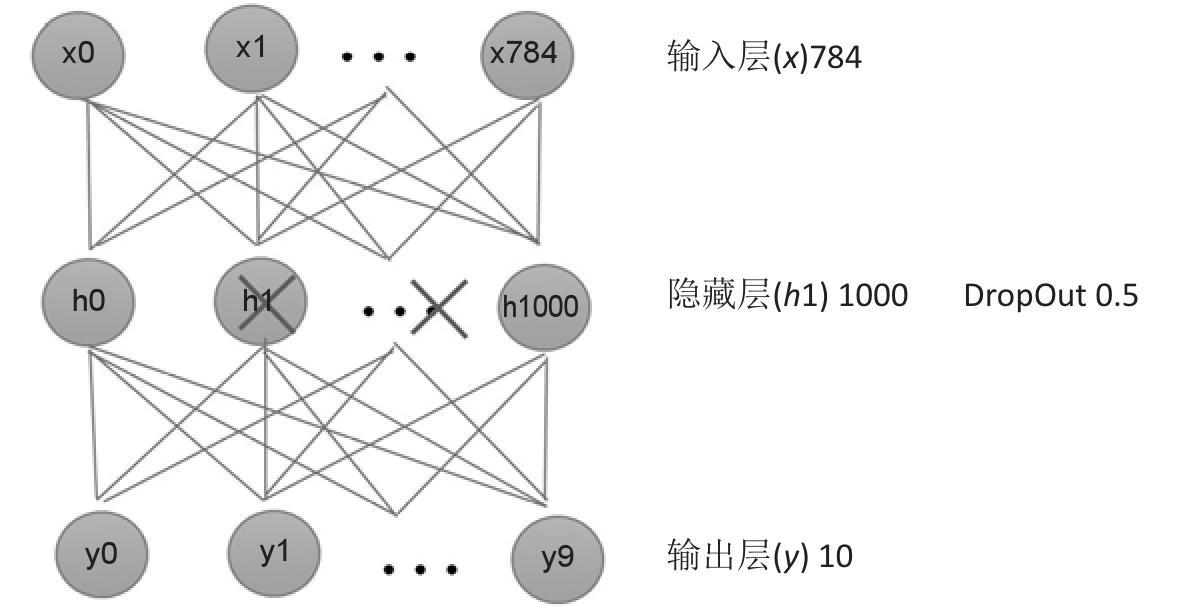 x0 x1 ... x784 输入层(x)784
h0 h1 ... h1000 隐藏层(h1) 1000 DropOut 0.5
y0 y1 ... y9 输出层(y) 10